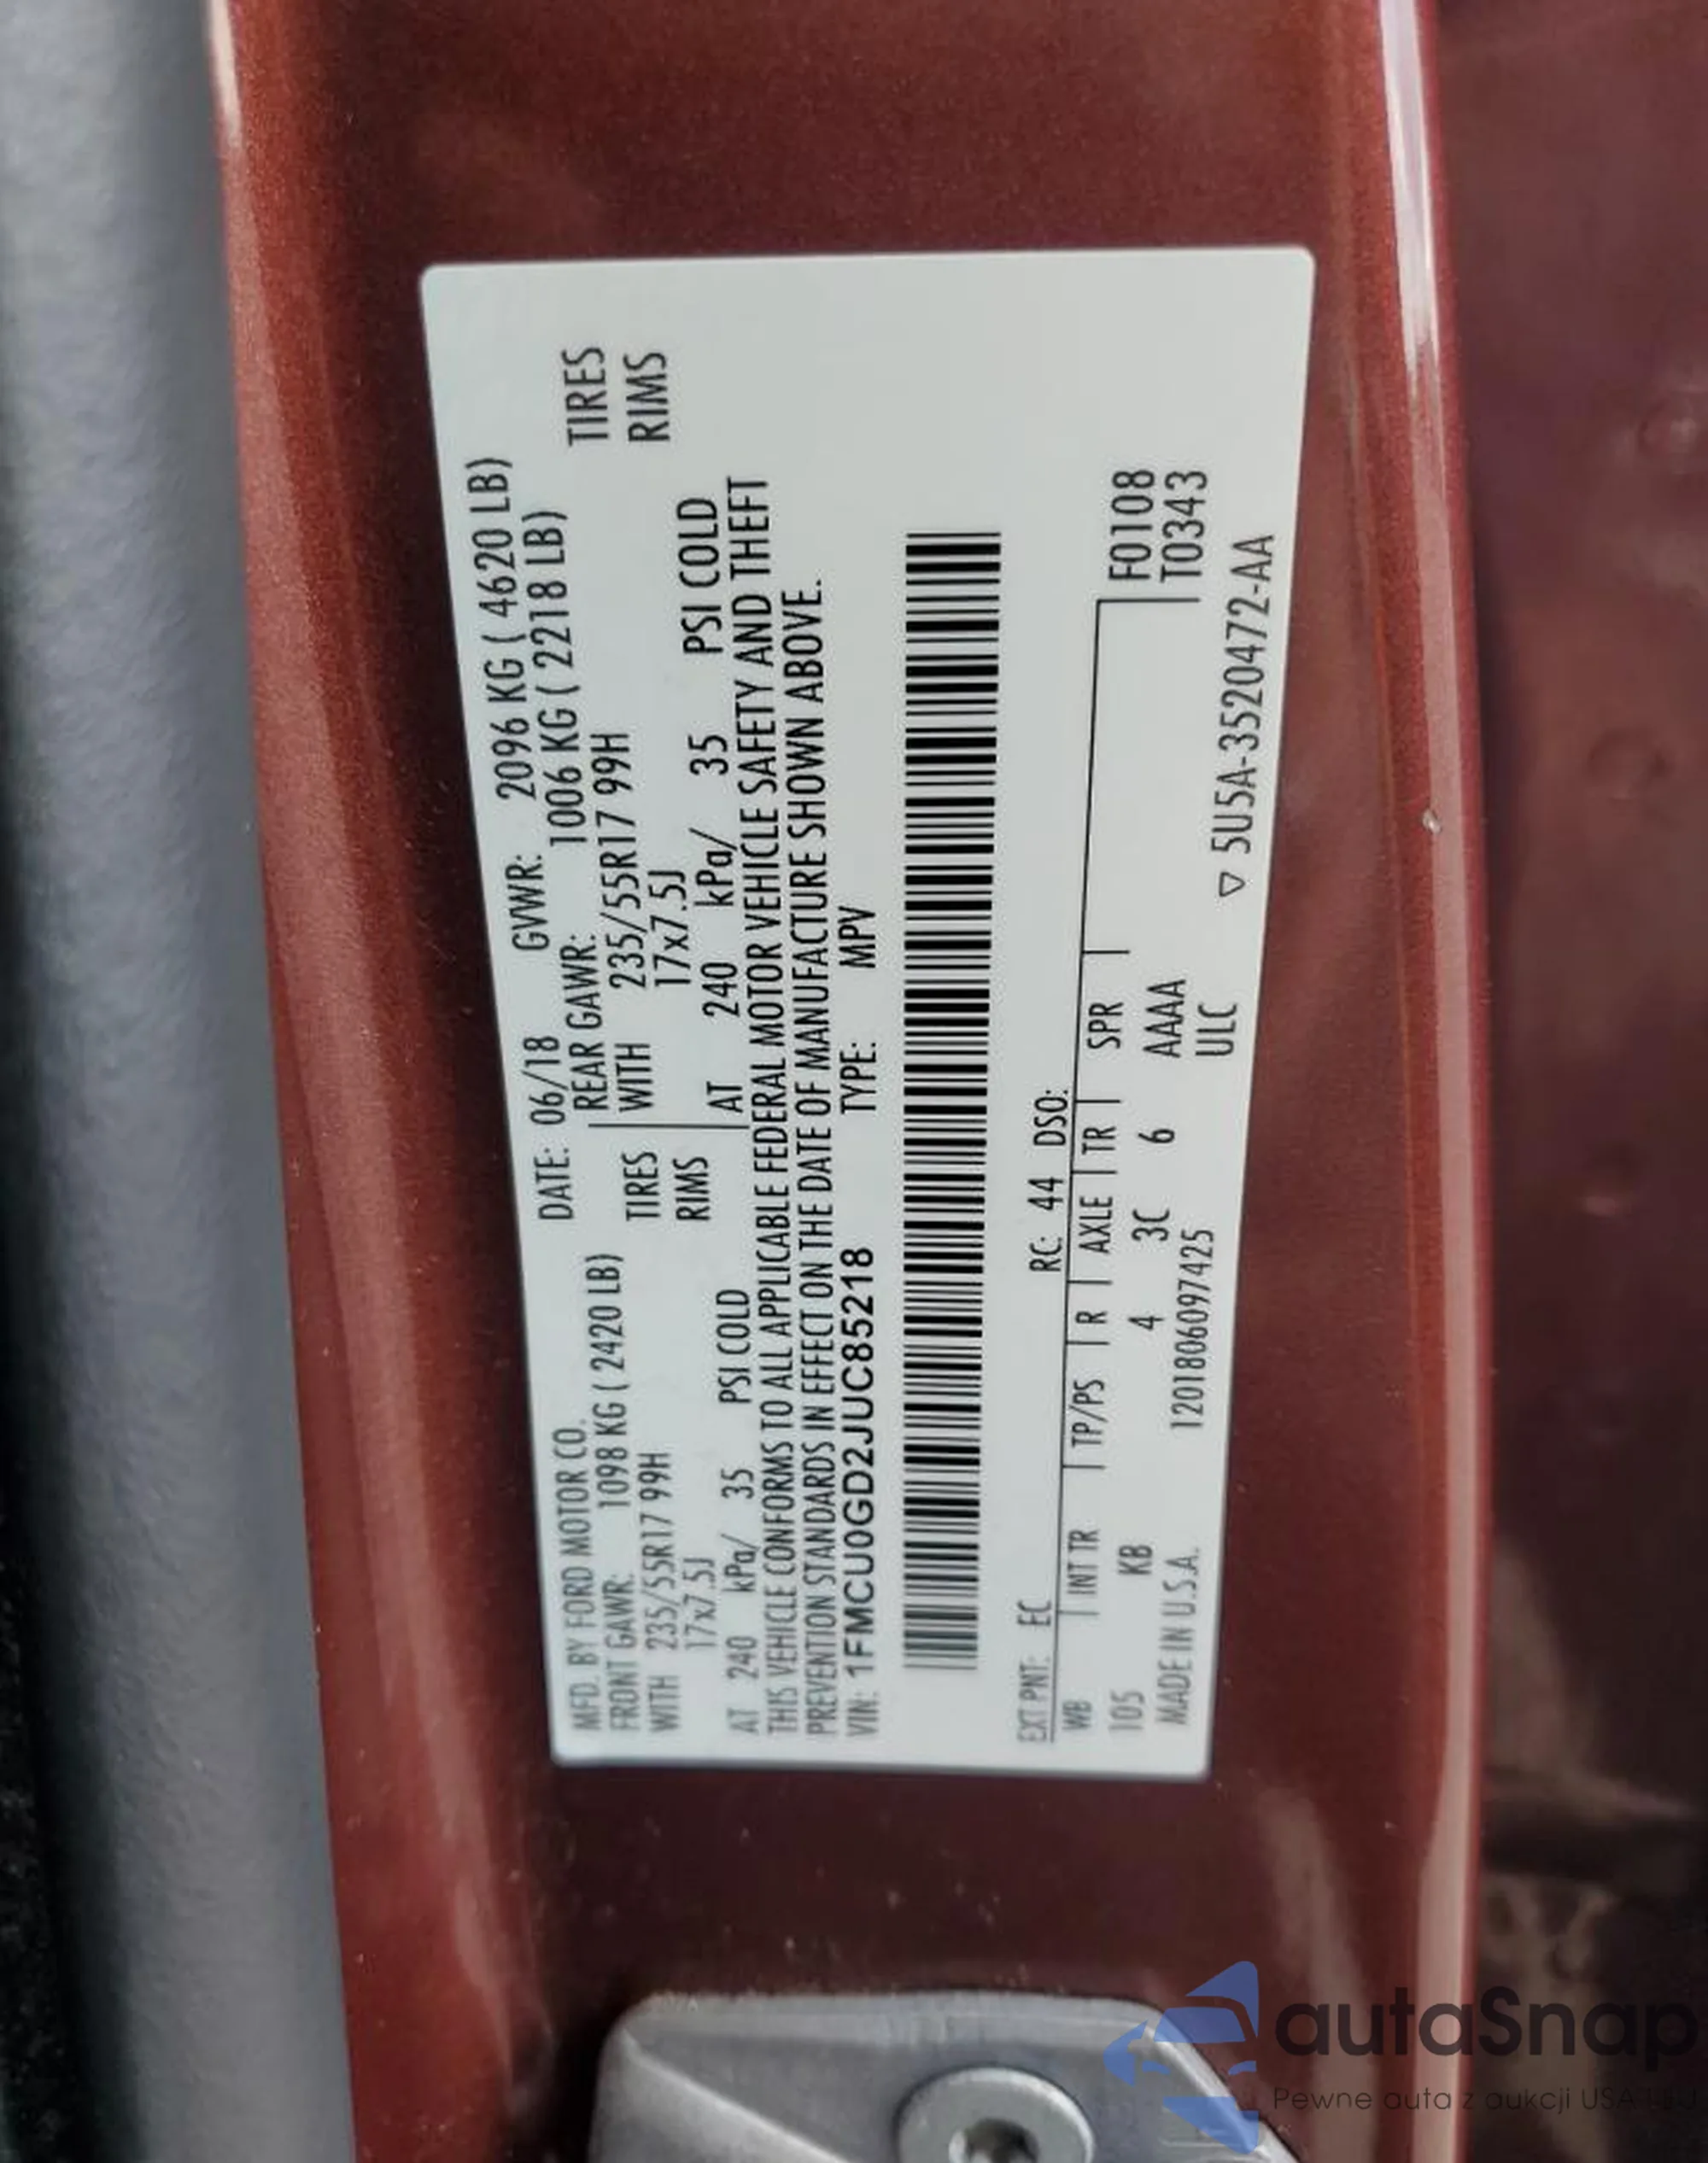 MFD. BY FORD MOTOR CO. DATE: 06/18 GVWR: 2096 KG ( 4620 LB)
FRONT GAWR: 1098 KG ( 2420 LB) REAR GAWR: 1006 KG ( 2218 LB)
WITH 235/55R17 99H TIRES WITH 235/55R17 99H TIRES
17x7.5J RIMS 17x7.5J RIMS
AT 240 kPa/ 35 PSI COLD AT 240 kPa/ 35 PSI COLD
THIS VEHICLE CONFORMS TO ALL APPLICABLE FEDERAL MOTOR VEHICLE SAFETY AND THEFT
PREVENTION STANDARDS IN EFFECT ON THE DATE OF MANUFACTURE SHOWN ABOVE.
VIN: 1FMCU0GD2JUC85218 TYPE: MPV
EXT PNT: EC RC: 44 DSO:
WB INT TR TP/PS R AXLE TR SPR F0108
105 KB 4 3C 6 AAAA T0343
MADE IN U.S.A. 1201806097425 ULC ▽ 5U5A-3520472-AA
autaSnap
Pewne auta z aukcji USA